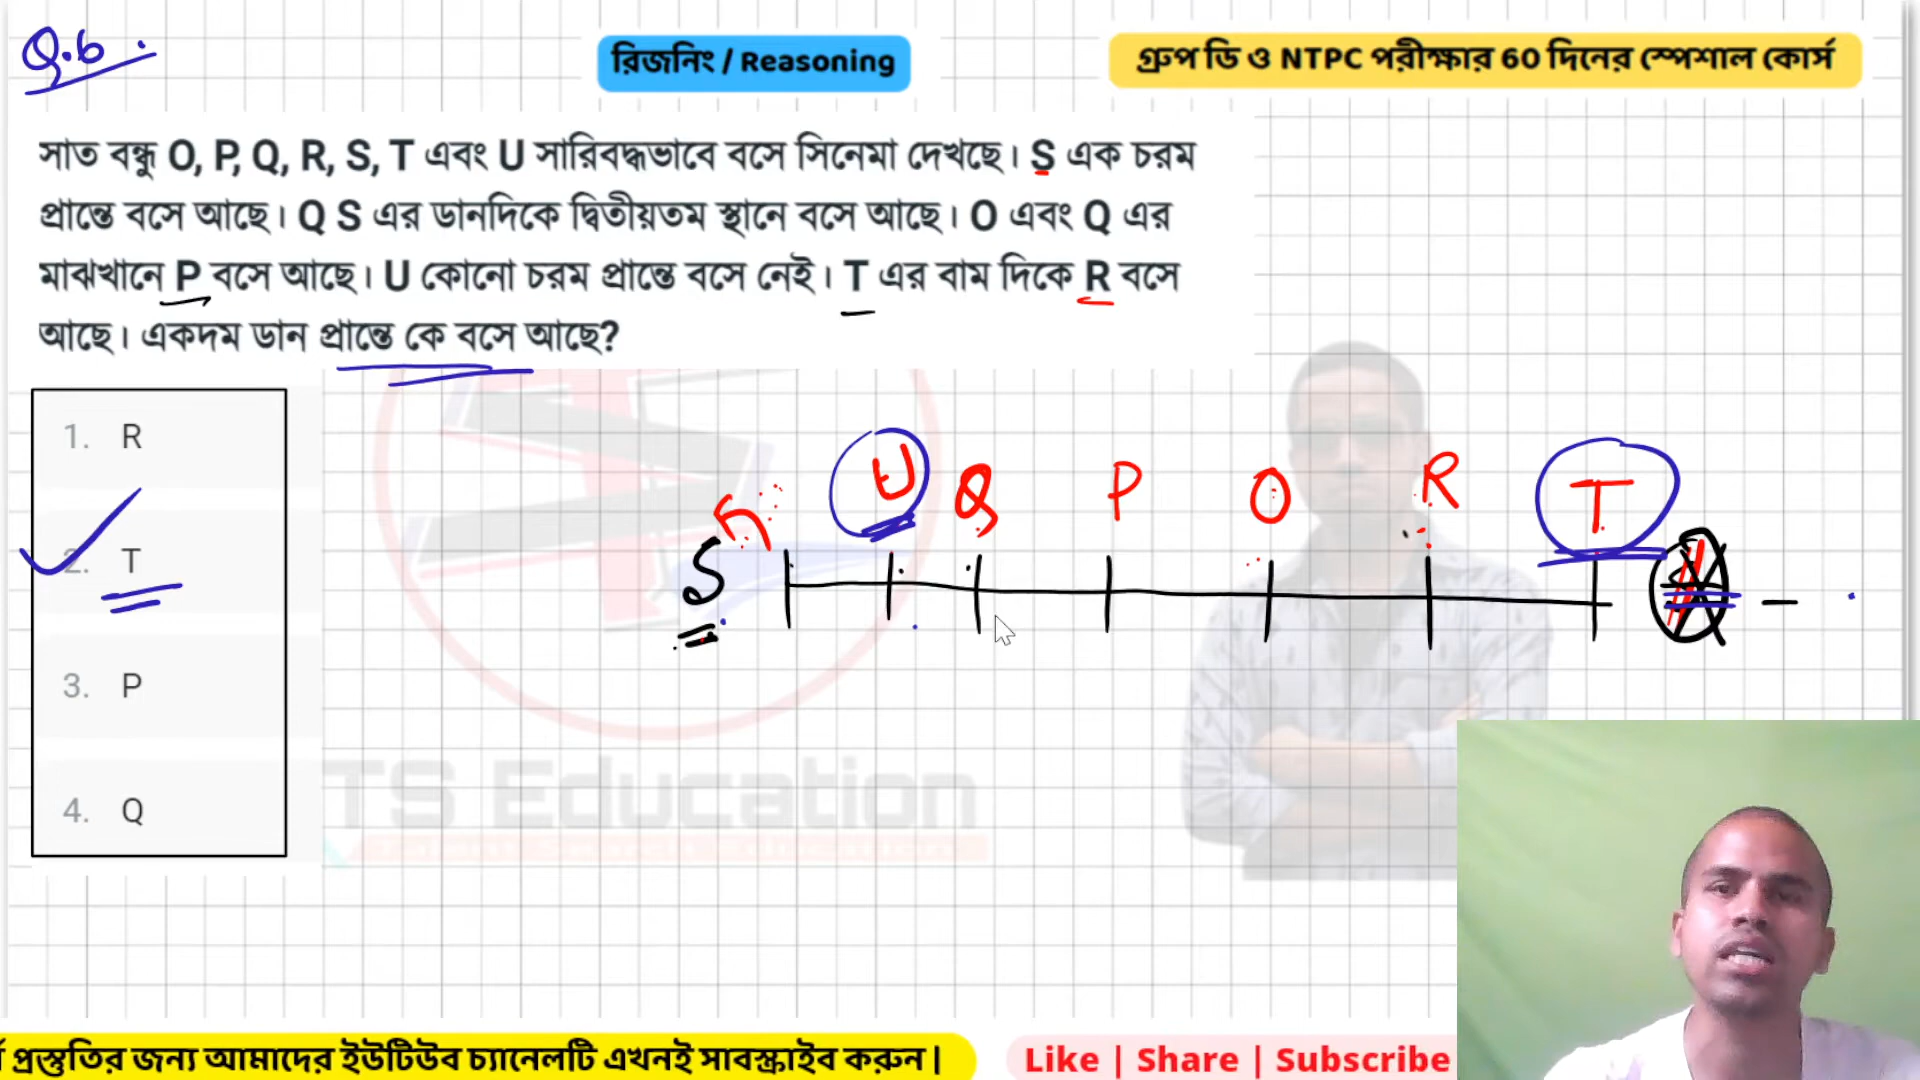 Q.6
রিজনিং / Reasoning
গ্রুপ ডি ও NTPC পরীক্ষার 60 দিনের স্পেশাল কোর্স
সাত বন্ধু O, P, Q, R, S, T এবং U সারিবদ্ধভাবে বসে সিনেমা দেখছে। S এক চরম
প্রান্তে বসে আছে। Q S এর ডানদিকে দ্বিতীয়তম স্থানে বসে আছে। O এবং Q এর
মাঝখানে P বসে আছে। U কোনো চরম প্রান্তে বসে নেই। T এর বাম দিকে R বসে
আছে। একদম ডান প্রান্তে কে বসে আছে?
1. R
2. T
3. P
4. Q
S U Q P O R T
TS Education
প্রস্তুতির জন্য আমাদের ইউটিউব চ্যানেলটি এখনই সাবস্ক্রাইব করুন |
Like | Share | Subscribe